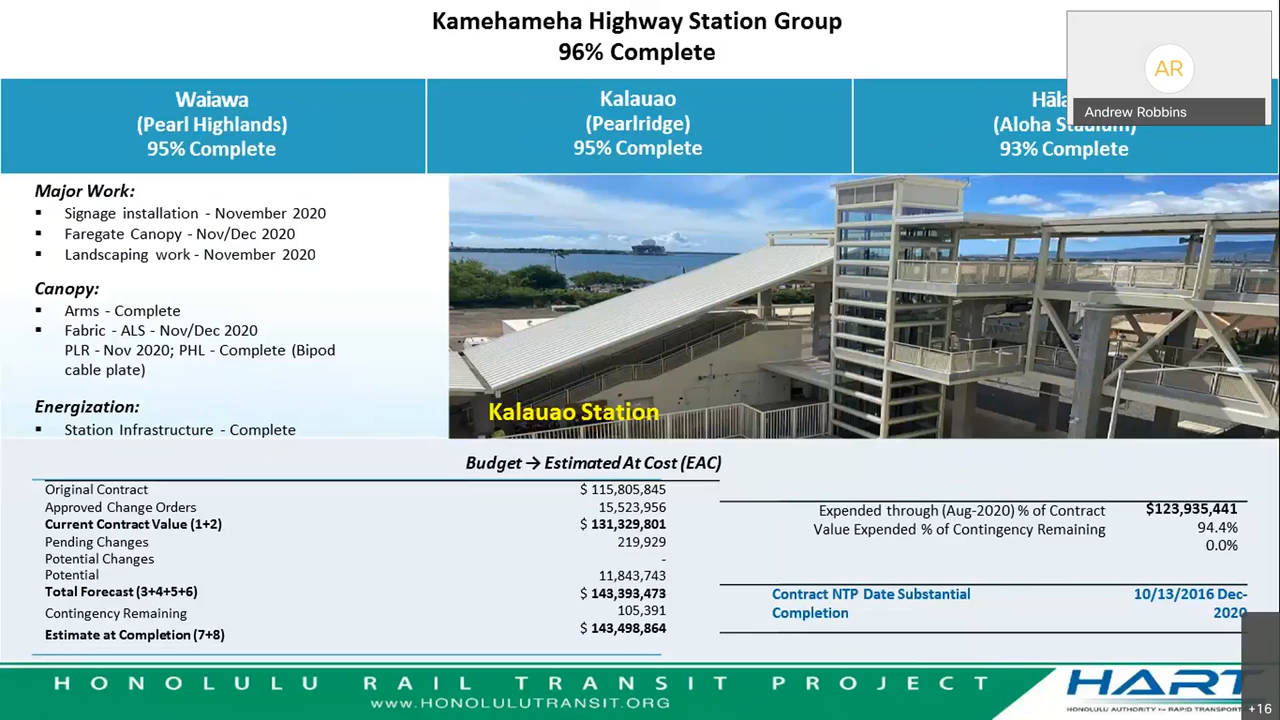 Kamehameha Highway Station Group
96% Complete
AR
Andrew Robbins
Waiawa
(Pearl Highlands)
95% Complete
Kalauao
(Pearlridge)
95% Complete
(Aloha Stadium)
93% Complete
Major Work:
▪ Signage installation - November 2020
▪ Faregate Canopy - Nov/Dec 2020
▪ Landscaping work - November 2020
Canopy:
▪ Arms - Complete
▪ Fabric - ALS - Nov/Dec 2020
PLR - Nov 2020; PHL - Complete (Bipod
cable plate)
Energization:
▪ Station Infrastructure - Complete
Kalauao Station
Budget → Estimated At Cost (EAC)
Original Contract $ 115,805,845
Approved Change Orders 15,523,956
Current Contract Value (1+2) $ 131,329,801
Pending Changes 219,929
Potential Changes -
Potential 11,843,743
Total Forecast (3+4+5+6) $ 143,393,473
Contingency Remaining 105,391
Estimate at Completion (7+8) $ 143,498,864
Expended through (Aug-2020) % of Contract $123,935,441
Value Expended % of Contingency Remaining 94.4%
0.0%
Contract NTP Date Substantial 10/13/2016 Dec-
Completion 2020
HONOLULU RAIL TRANSIT PROJECT
www.HONOLULUTRANSIT.ORG
HART
HONOLULU AUTHORITY for RAPID TRANSPORT
+16